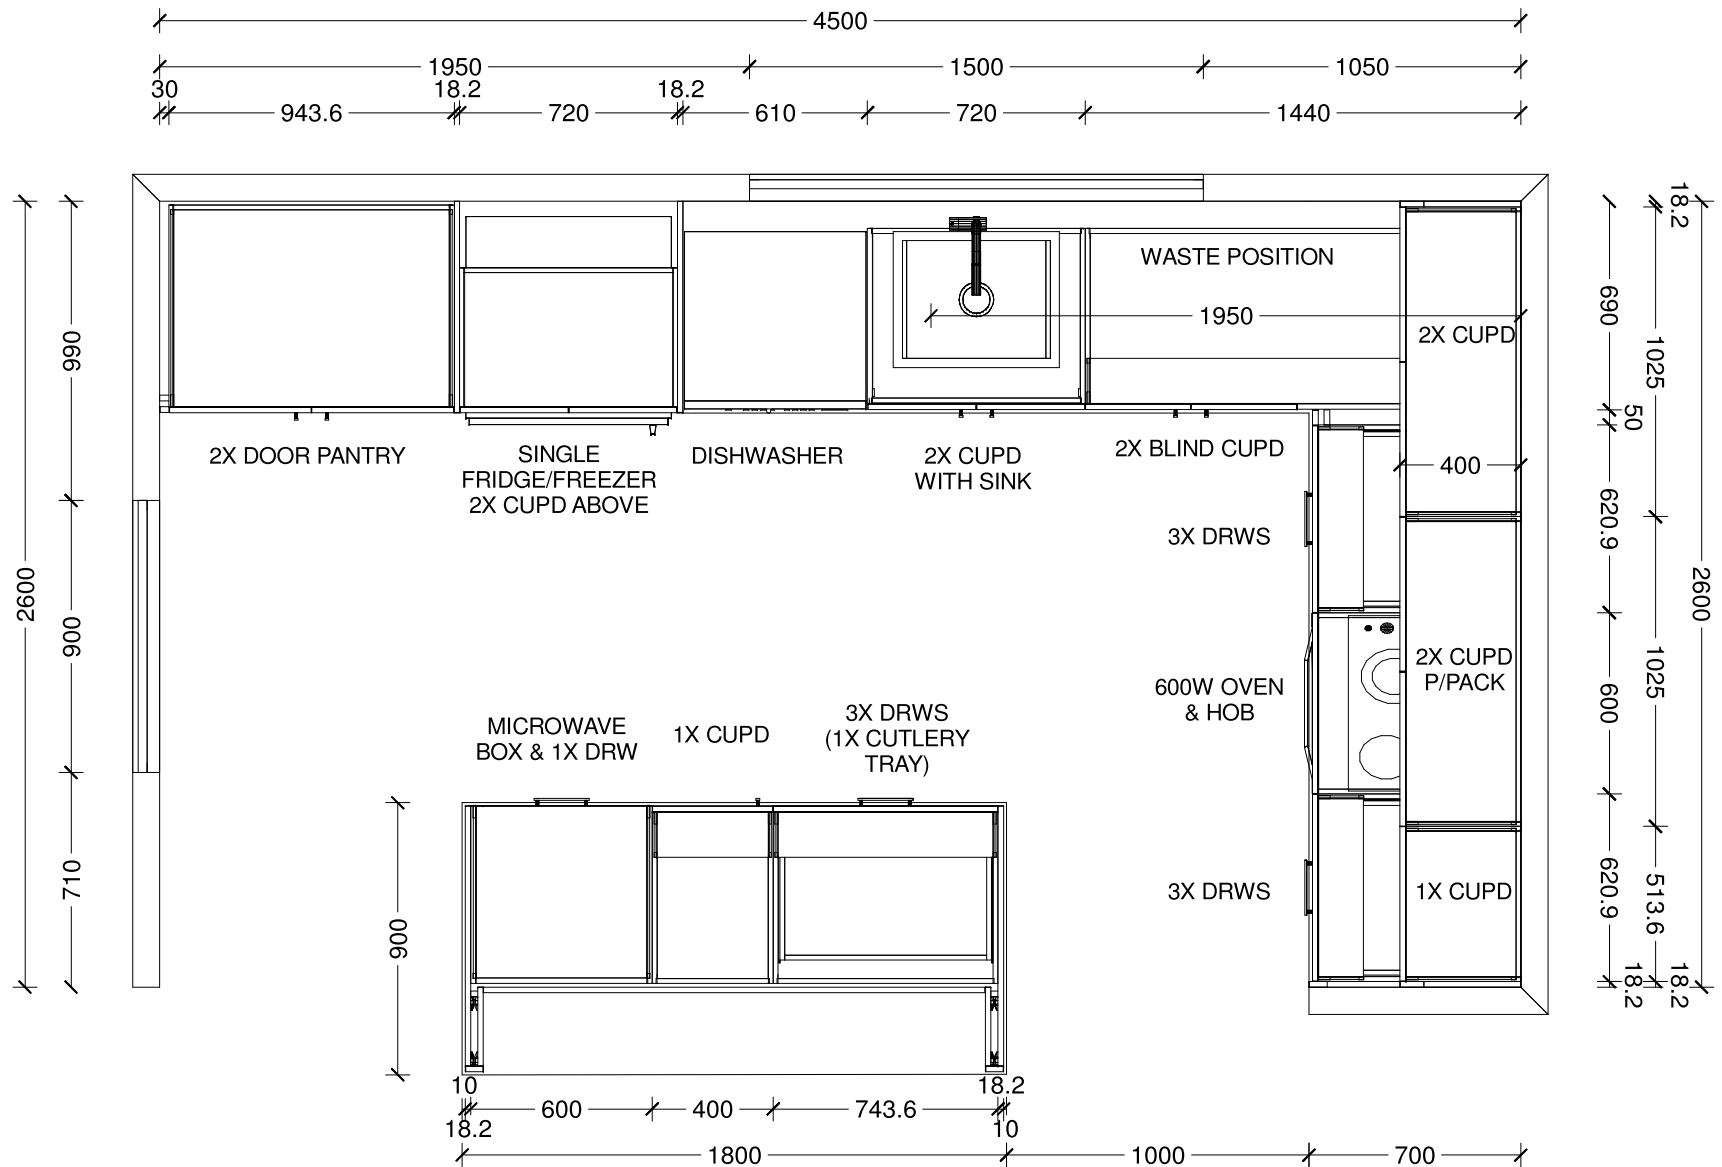 4500
1950
1500
1050
30
18.2
18.2
943.6
720
610
720
1440
18.2
WASTE POSITION
1950
2X CUPD
690
1025
990
50
2X DOOR PANTRY
SINGLE
FRIDGE/FREEZER
2X CUPD ABOVE
DISHWASHER
2X CUPD
WITH SINK
2X BLIND CUPD
400
3X DRWS
620.9
2600
900
2600
600W OVEN
& HOB
2X CUPD
P/PACK
600
1025
MICROWAVE
BOX & 1X DRW
1X CUPD
3X DRWS
(1X CUTLERY
TRAY)
710
900
3X DRWS
1X CUPD
620.9
513.6
18.2
18.2
10
18.2
600
400
743.6
18.2
10
1800
1000
700